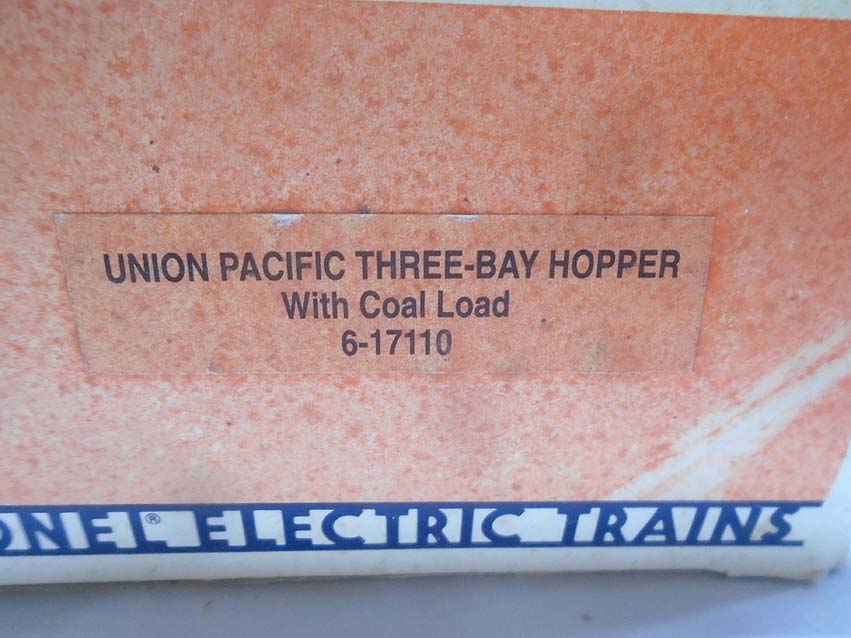 UNION PACIFIC THREE-BAY HOPPER
With Coal Load
6-17110
ONEL® ELECTRIC TRAINS